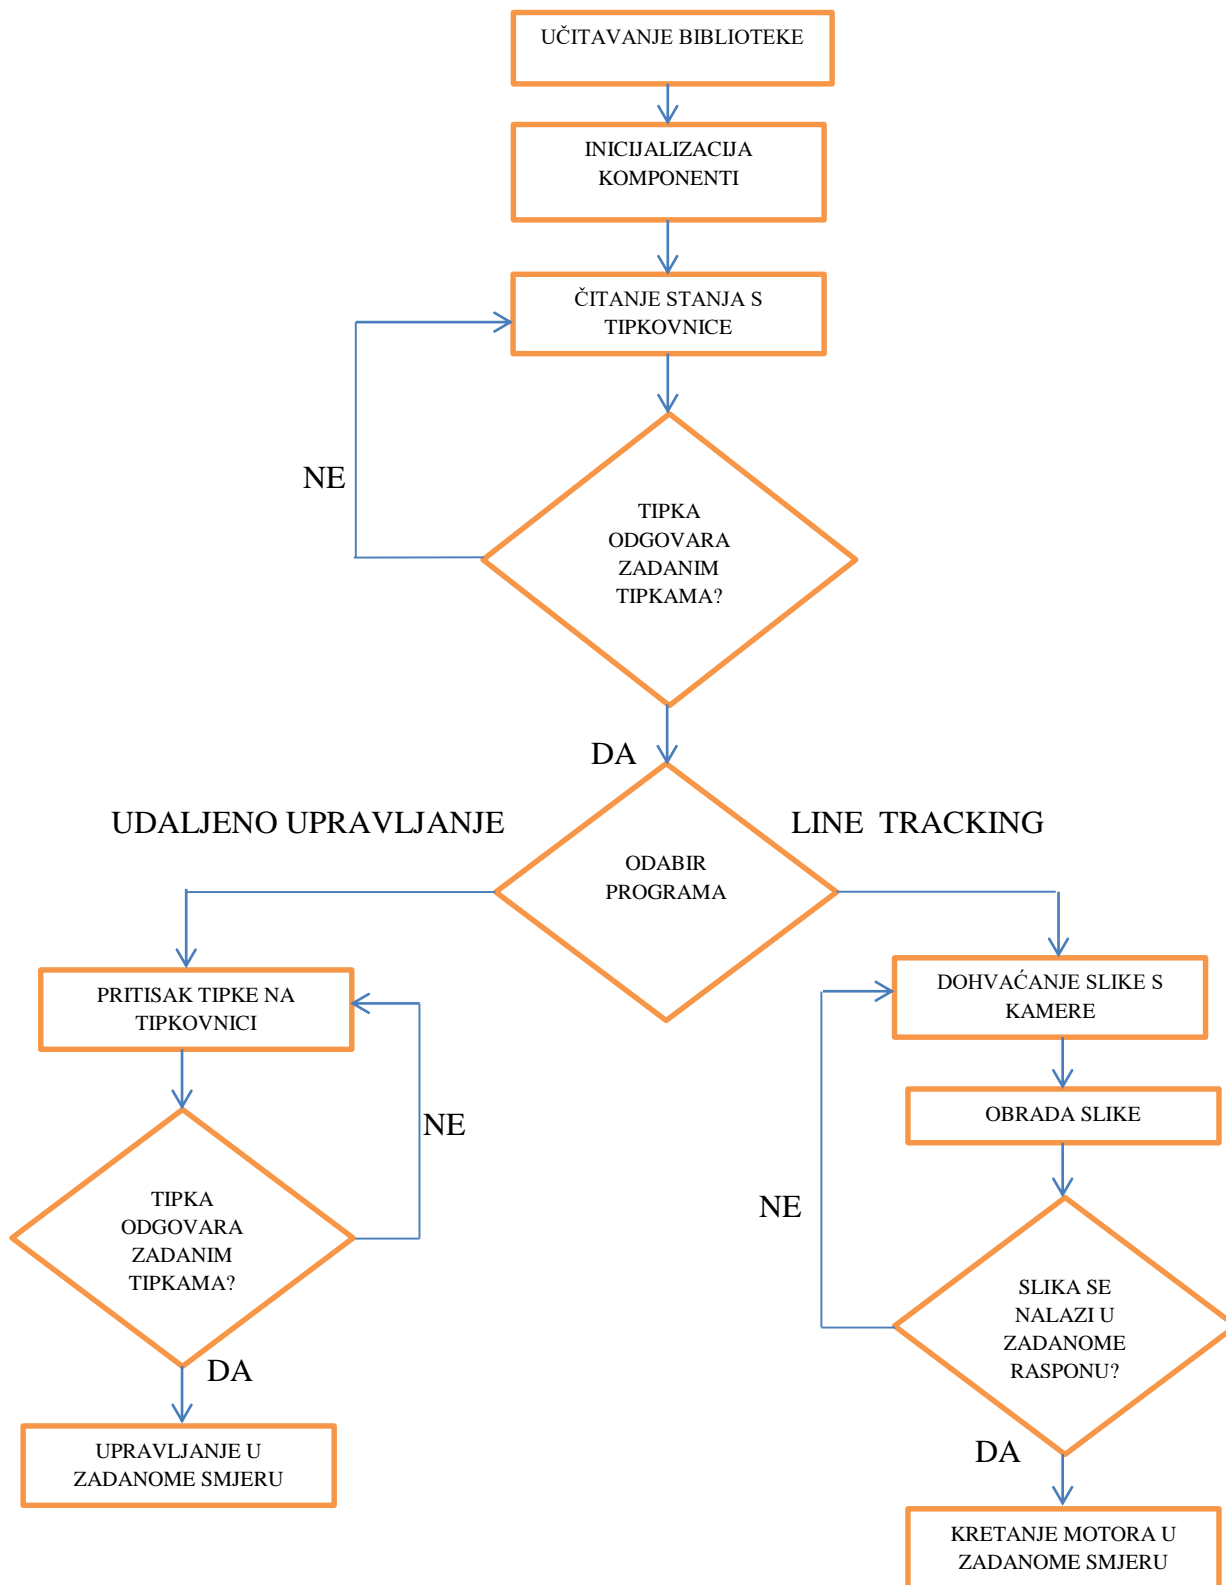 UČITAVANJE BIBLIOTEKE
INICIJALIZACIJA
KOMPONENTI
ČITANJE STANJA S
TIPKOVNICE
NE
TIPKA
ODGOVARA
ZADANIM
TIPKAMA?
DA
UDALJENO UPRAVLJANJE
LINE TRACKING
ODABIR
PROGRAMA
PRITISAK TIPKE NA
TIPKOVNICI
NE
TIPKA
ODGOVARA
ZADANIM
TIPKAMA?
DA
UPRAVLJANJE U
ZADANOME SMJERU
DOHVAĆANJE SLIKE S
KAMERE
OBRADA SLIKE
NE
SLIKA SE
NALAZI U
ZADANOME
RASPONU?
DA
KRETANJE MOTORA U
ZADANOME SMJERU